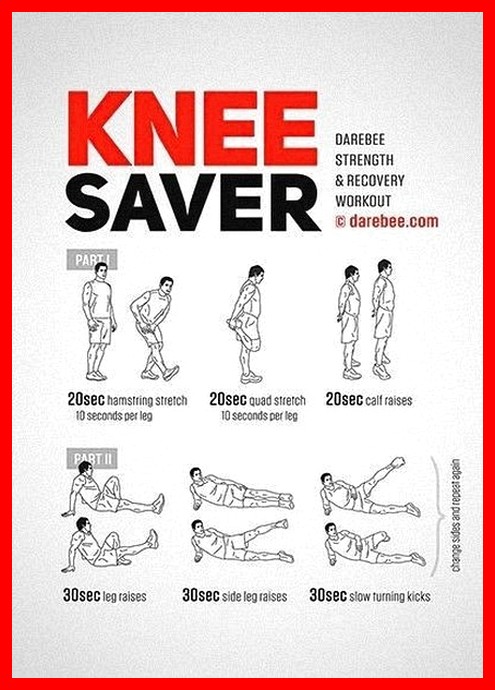 KNEE
SAVER
DAREBEE
STRENGTH
& RECOVERY
WORKOUT
© darebee.com
PART I
20sec hamstring stretch
10 seconds per leg
20sec quad stretch
10 seconds per leg
20sec calf raises
PART II
30sec leg raises
30sec side leg raises
30sec slow turning kicks
change sides and repeat again